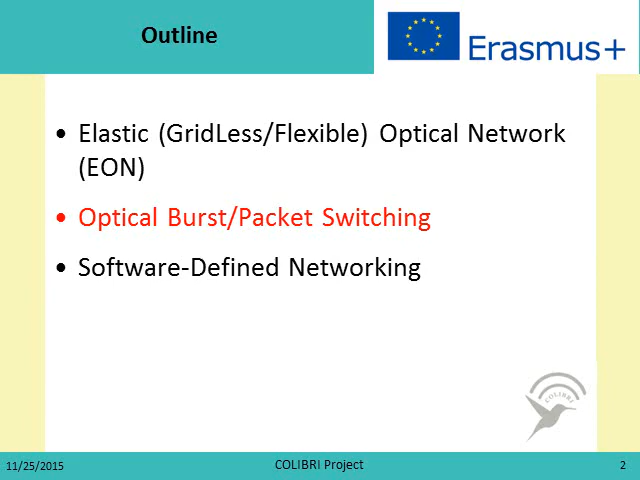 Outline
Erasmus+
• Elastic (GridLess/Flexible) Optical Network
(EON)
• Optical Burst/Packet Switching
• Software-Defined Networking
COLIBRI
11/25/2015
COLIBRI Project
2